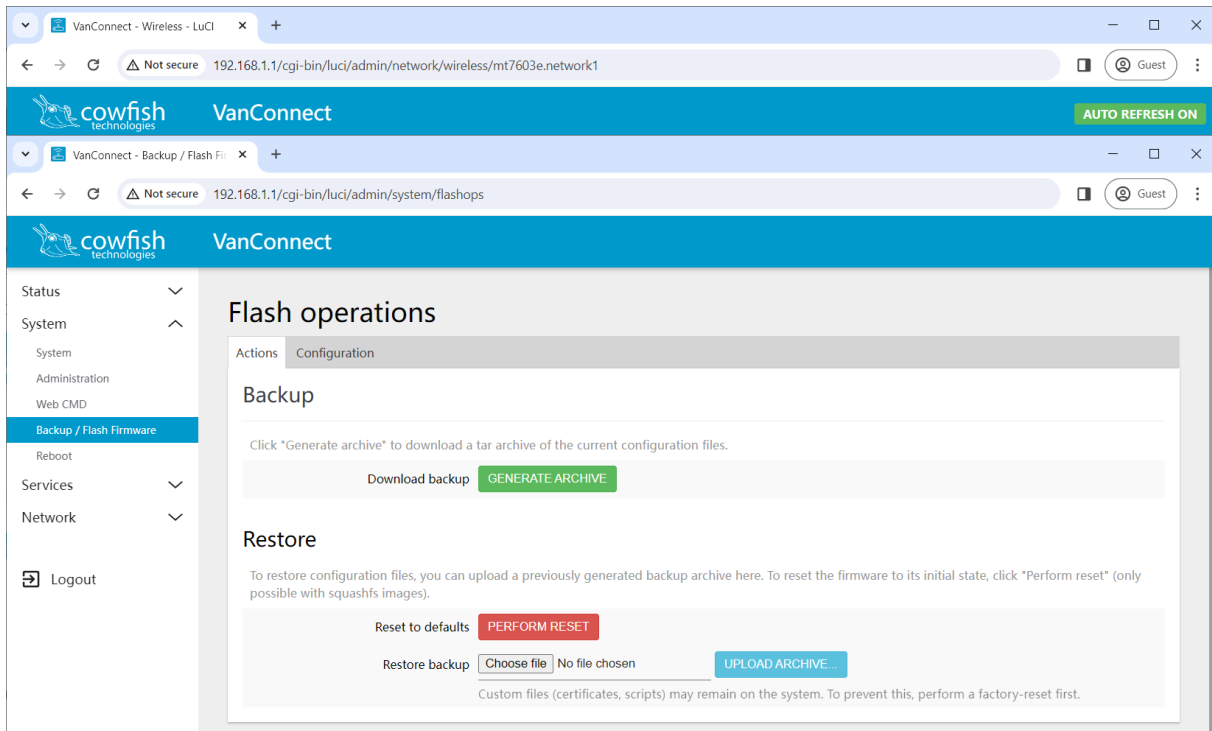 VanConnect - Wireless - LuCI
Not secure 192.168.1.1/cgi-bin/luci/admin/network/wireless/mt7603e.network1 Guest
cowfish technologies VanConnect AUTO REFRESH ON
VanConnect - Backup / Flash Fir
Not secure 192.168.1.1/cgi-bin/luci/admin/system/flashops Guest
cowfish technologies VanConnect
Status
System
System
Administration
Web CMD
Backup / Flash Firmware
Reboot
Services
Network
Logout
Flash operations
Actions Configuration
Backup
Click "Generate archive" to download a tar archive of the current configuration files.
Download backup GENERATE ARCHIVE
Restore
To restore configuration files, you can upload a previously generated backup archive here. To reset the firmware to its initial state, click "Perform reset" (only
possible with squashfs images).
Reset to defaults PERFORM RESET
Restore backup Choose file No file chosen UPLOAD ARCHIVE...
Custom files (certificates, scripts) may remain on the system. To prevent this, perform a factory-reset first.